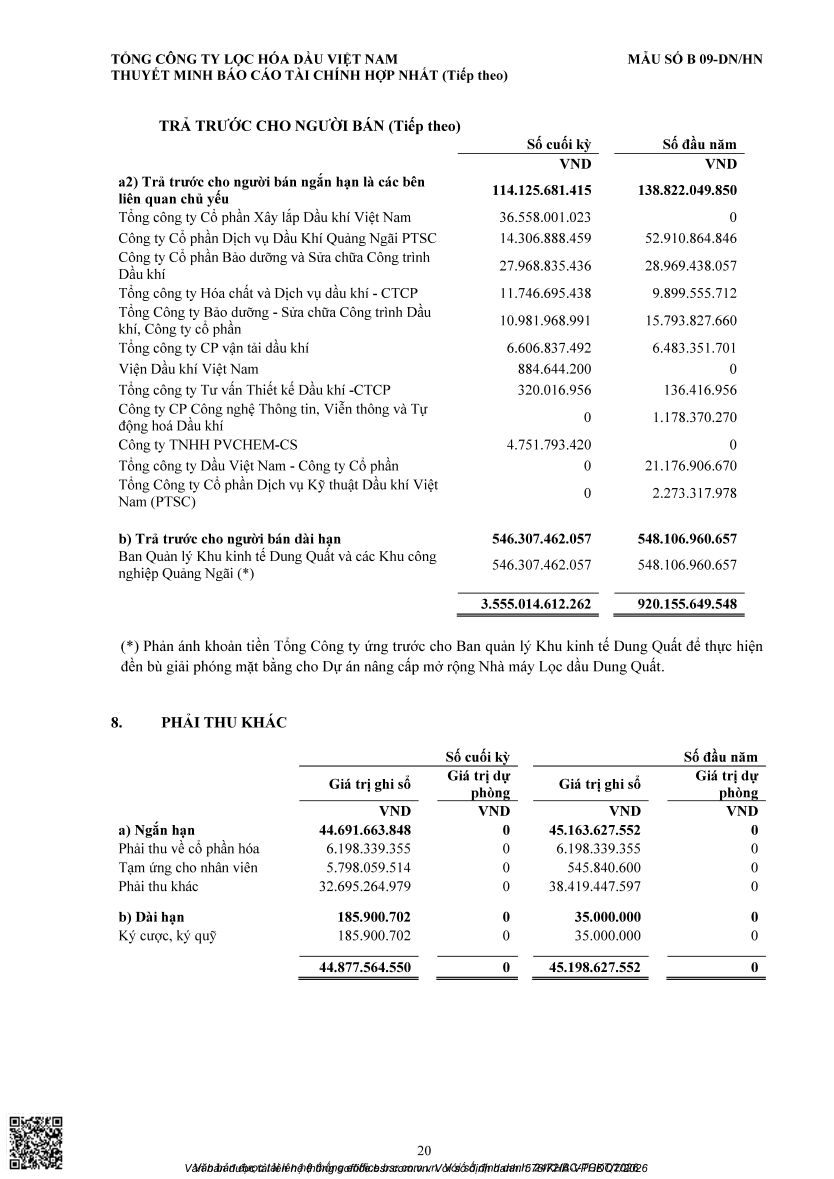 TỔNG CÔNG TY LỌC HÓA DẦU VIỆT NAM MẪU SỐ B 09-DN/HN
THUYẾT MINH BÁO CÁO TÀI CHÍNH HỢP NHẤT (Tiếp theo)
TRẢ TRƯỚC CHO NGƯỜI BÁN (Tiếp theo)
Số cuối kỳ Số đầu năm
VND VND
a2) Trả trước cho người bán ngắn hạn là các bên
liên quan chủ yếu 114.125.681.415 138.822.049.850
Tổng công ty Cổ phần Xây lắp Dầu khí Việt Nam 36.558.001.023 0
Công ty Cổ phần Dịch vụ Dầu Khí Quảng Ngãi PTSC 14.306.888.459 52.910.864.846
Công ty Cổ phần Bảo dưỡng và Sửa chữa Công trình
Dầu khí 27.968.835.436 28.969.438.057
Tổng công ty Hóa chất và Dịch vụ dầu khí - CTCP 11.746.695.438 9.899.555.712
Tổng Công ty Bảo dưỡng - Sửa chữa Công trình Dầu
khí, Công ty cổ phần 10.981.968.991 15.793.827.660
Tổng công ty CP vận tải dầu khí 6.606.837.492 6.483.351.701
Viện Dầu khí Việt Nam 884.644.200 0
Tổng công ty Tư vấn Thiết kế Dầu khí -CTCP 320.016.956 136.416.956
Công ty CP Công nghệ Thông tin, Viễn thông và Tự
động hoá Dầu khí 0 1.178.370.270
Công ty TNHH PVCHEM-CS 4.751.793.420 0
Tổng công ty Dầu Việt Nam - Công ty Cổ phần 0 21.176.906.670
Tổng Công ty Cổ phần Dịch vụ Kỹ thuật Dầu khí Việt
Nam (PTSC) 0 2.273.317.978
b) Trả trước cho người bán dài hạn 546.307.462.057 548.106.960.657
Ban Quản lý Khu kinh tế Dung Quất và các Khu công
nghiệp Quảng Ngãi (*) 546.307.462.057 548.106.960.657
3.555.014.612.262 920.155.649.548
(*) Phản ánh khoản tiền Tổng Công ty ứng trước cho Ban quản lý Khu kinh tế Dung Quất để thực hiện
đền bù giải phóng mặt bằng cho Dự án nâng cấp mở rộng Nhà máy Lọc dầu Dung Quất.
8. PHẢI THU KHÁC
Số cuối kỳ Số đầu năm
Giá trị ghi sổ Giá trị dự phòng Giá trị ghi sổ Giá trị dự phòng
VND VND VND VND
a) Ngắn hạn 44.691.663.848 0 45.163.627.552 0
Phải thu về cổ phần hóa 6.198.339.355 0 6.198.339.355 0
Tạm ứng cho nhân viên 5.798.059.514 0 545.840.600 0
Phải thu khác 32.695.264.979 0 38.419.447.597 0
b) Dài hạn 185.900.702 0 35.000.000 0
Ký cược, ký quỹ 185.900.702 0 35.000.000 0
44.877.564.550 0 45.198.627.552 0
20